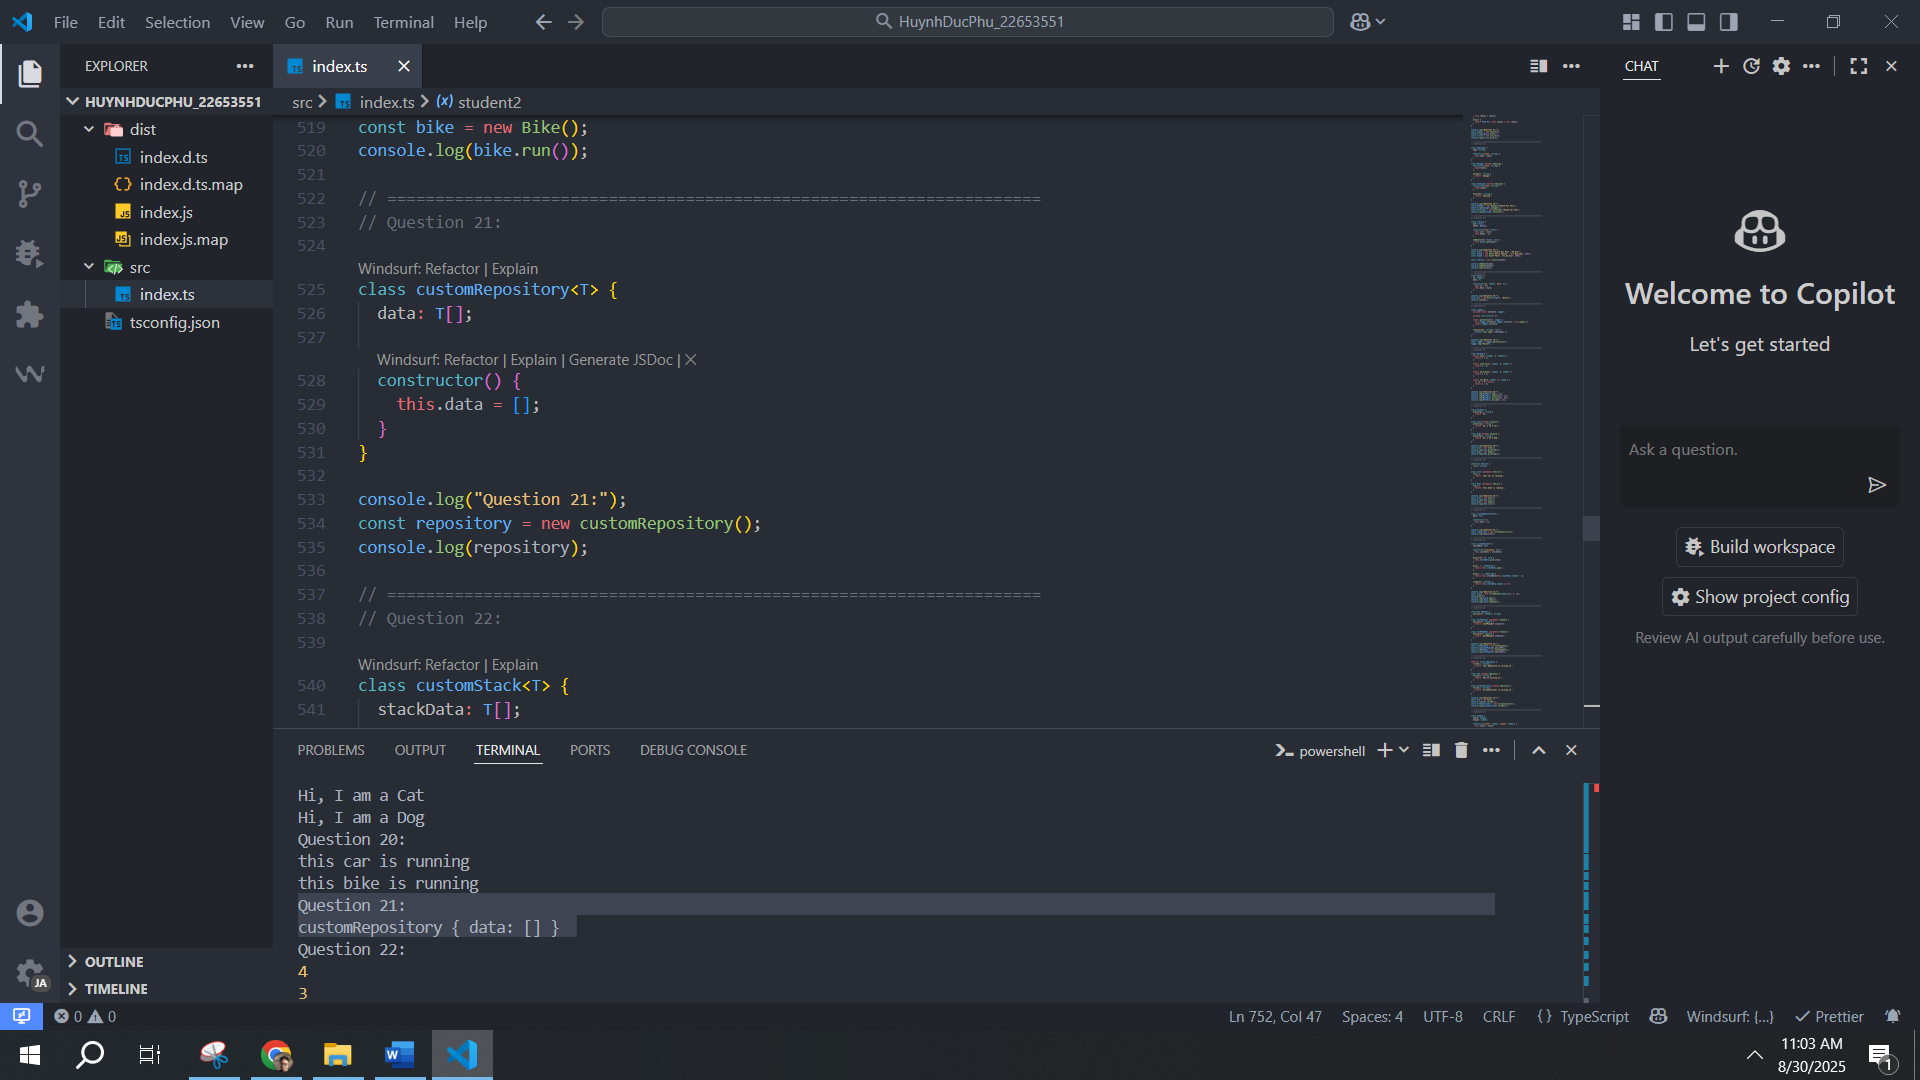 File Edit Selection View Go Run Terminal Help
HuynhDucPhu_22653551
EXPLORER
index.ts
CHAT
HUYNHDUCPHU_22653551
src > index.ts > student2
dist
index.d.ts
index.d.ts.map
index.js
index.js.map
src
index.ts
tsconfig.json
OUTLINE
TIMELINE
519 const bike = new Bike();
520 console.log(bike.run());
521
522 // ====================================================================
523 // Question 21:
524
Windsurf: Refactor | Explain
525 class customRepository<T> {
526 data: T[];
527
Windsurf: Refactor | Explain | Generate JSDoc | X
528 constructor() {
529 this.data = [];
530 }
531 }
532
533 console.log("Question 21:");
534 const repository = new customRepository();
535 console.log(repository);
536
537 // ====================================================================
538 // Question 22:
539
Windsurf: Refactor | Explain
540 class customStack<T> {
541 stackData: T[];
PROBLEMS OUTPUT TERMINAL PORTS DEBUG CONSOLE
powershell
Hi, I am a Cat
Hi, I am a Dog
Question 20:
this car is running
this bike is running
Question 21:
customRepository { data: [] }
Question 22:
4
3
Welcome to Copilot
Let's get started
Ask a question.
Build workspace
Show project config
Review AI output carefully before use.
JA
0 0
Ln 752, Col 47 Spaces: 4 UTF-8 CRLF {} TypeScript Windsurf: {...} Prettier
11:03 AM
8/30/2025
1